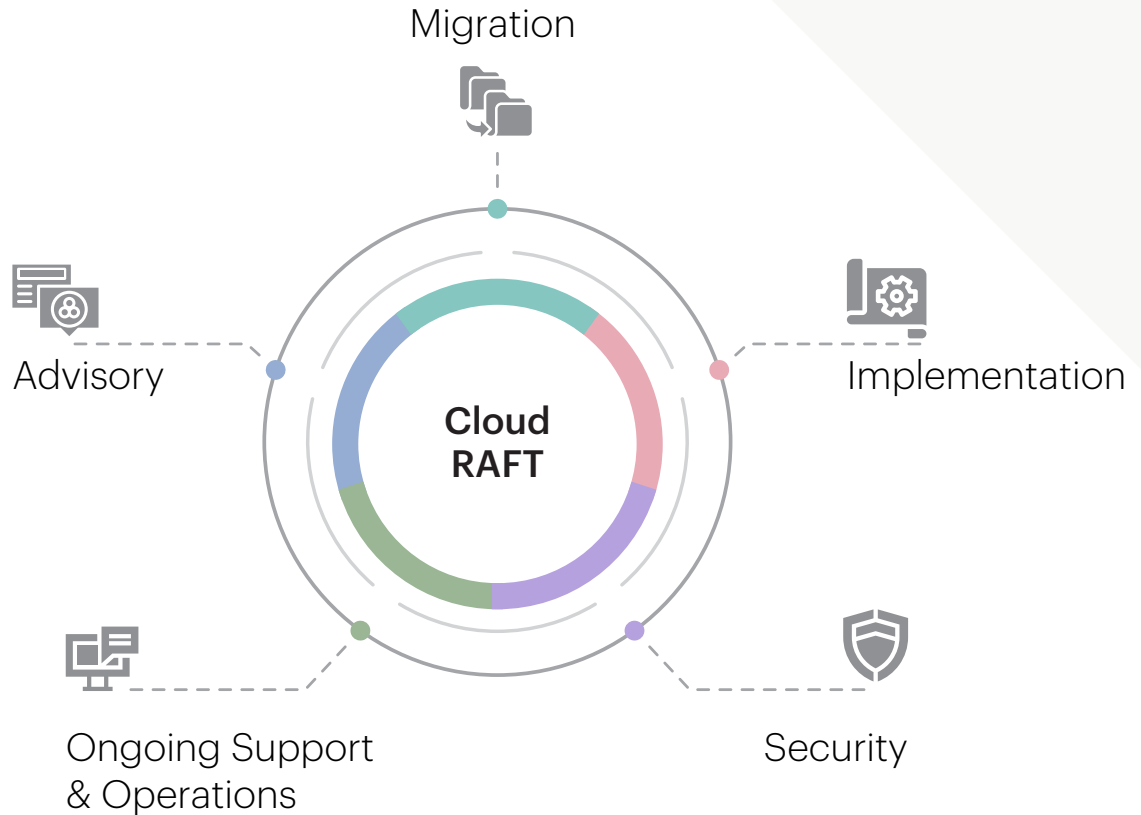 Migration
Advisory
Implementation
Cloud
RAFT
Ongoing Support
& Operations
Security